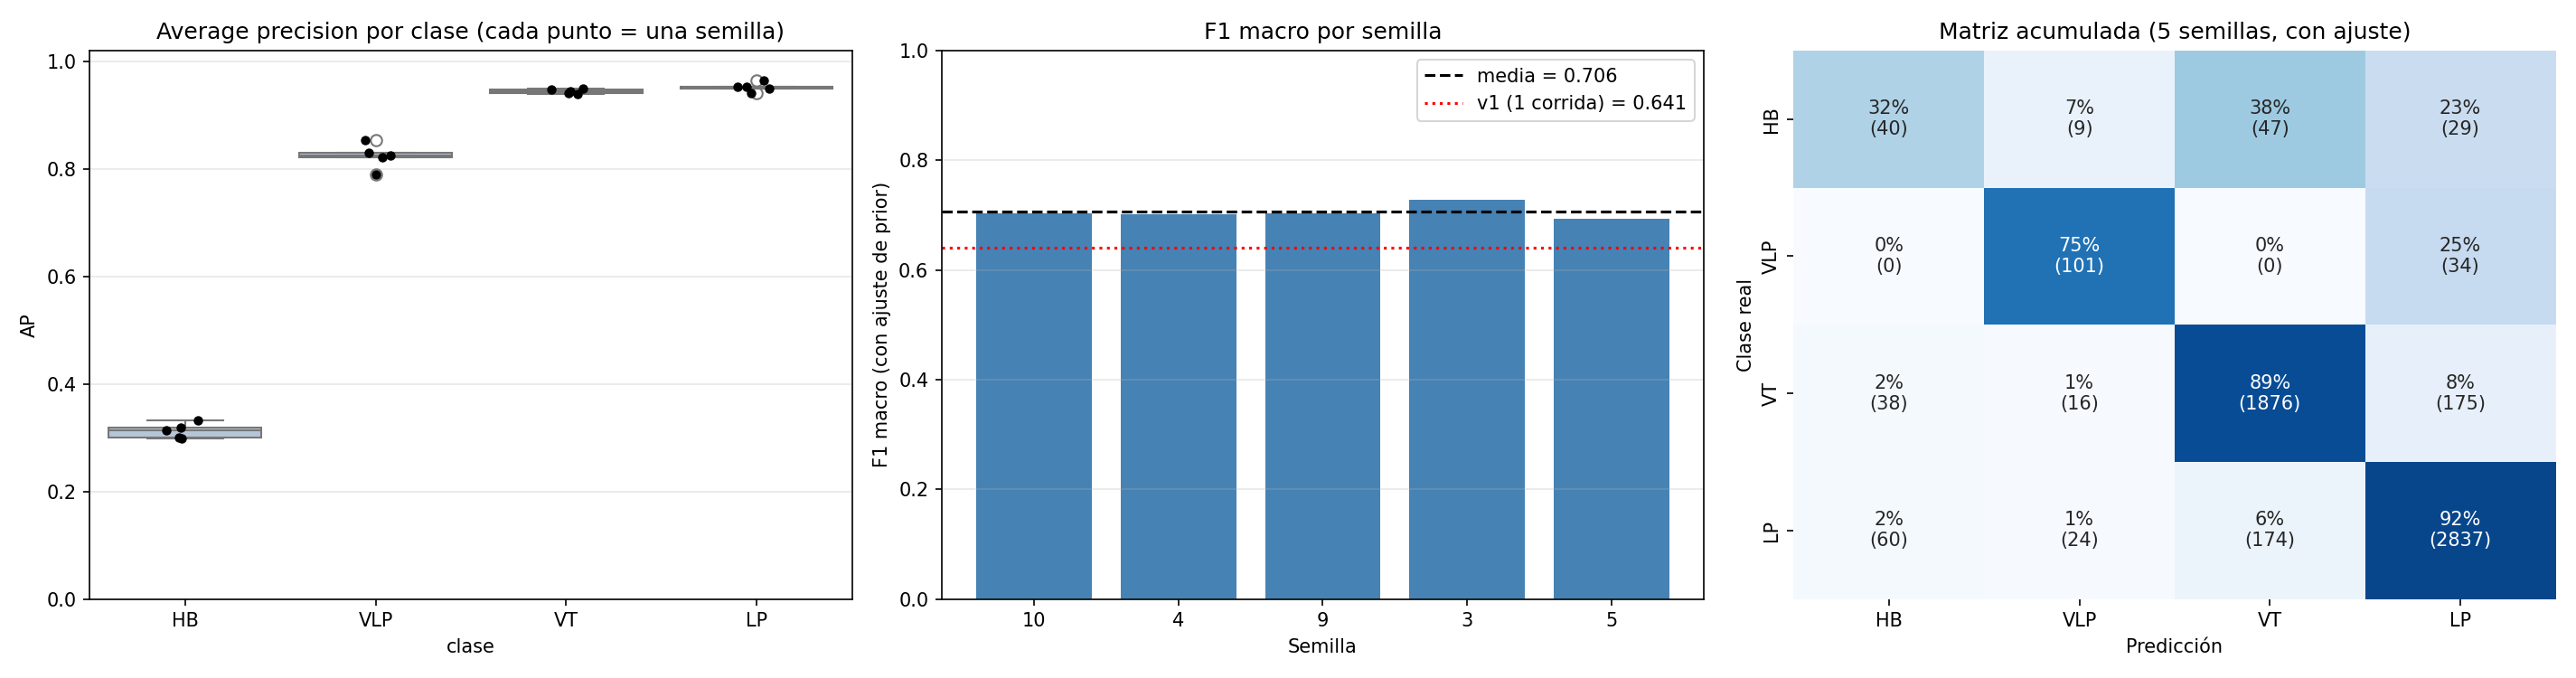 Average precision por clase (cada punto = una semilla)
1.0
0.8
0.6
0.4
0.2
0.0
AP
HB VLP VT LP
clase
F1 macro por semilla
1.0
0.8
0.6
0.4
0.2
0.0
F1 macro (con ajuste de prior)
media = 0.706
v1 (1 corrida) = 0.641
10 4 9 3 5
Semilla
Matriz acumulada (5 semillas, con ajuste)
Clase real
HB
32% 7% 38% 23%
(40) (9) (47) (29)
VLP
0% 75% 0% 25%
(0) (101) (0) (34)
VT
2% 1% 89% 8%
(38) (16) (1876) (175)
LP
2% 1% 6% 92%
(60) (24) (174) (2837)
HB VLP VT LP
Predicción